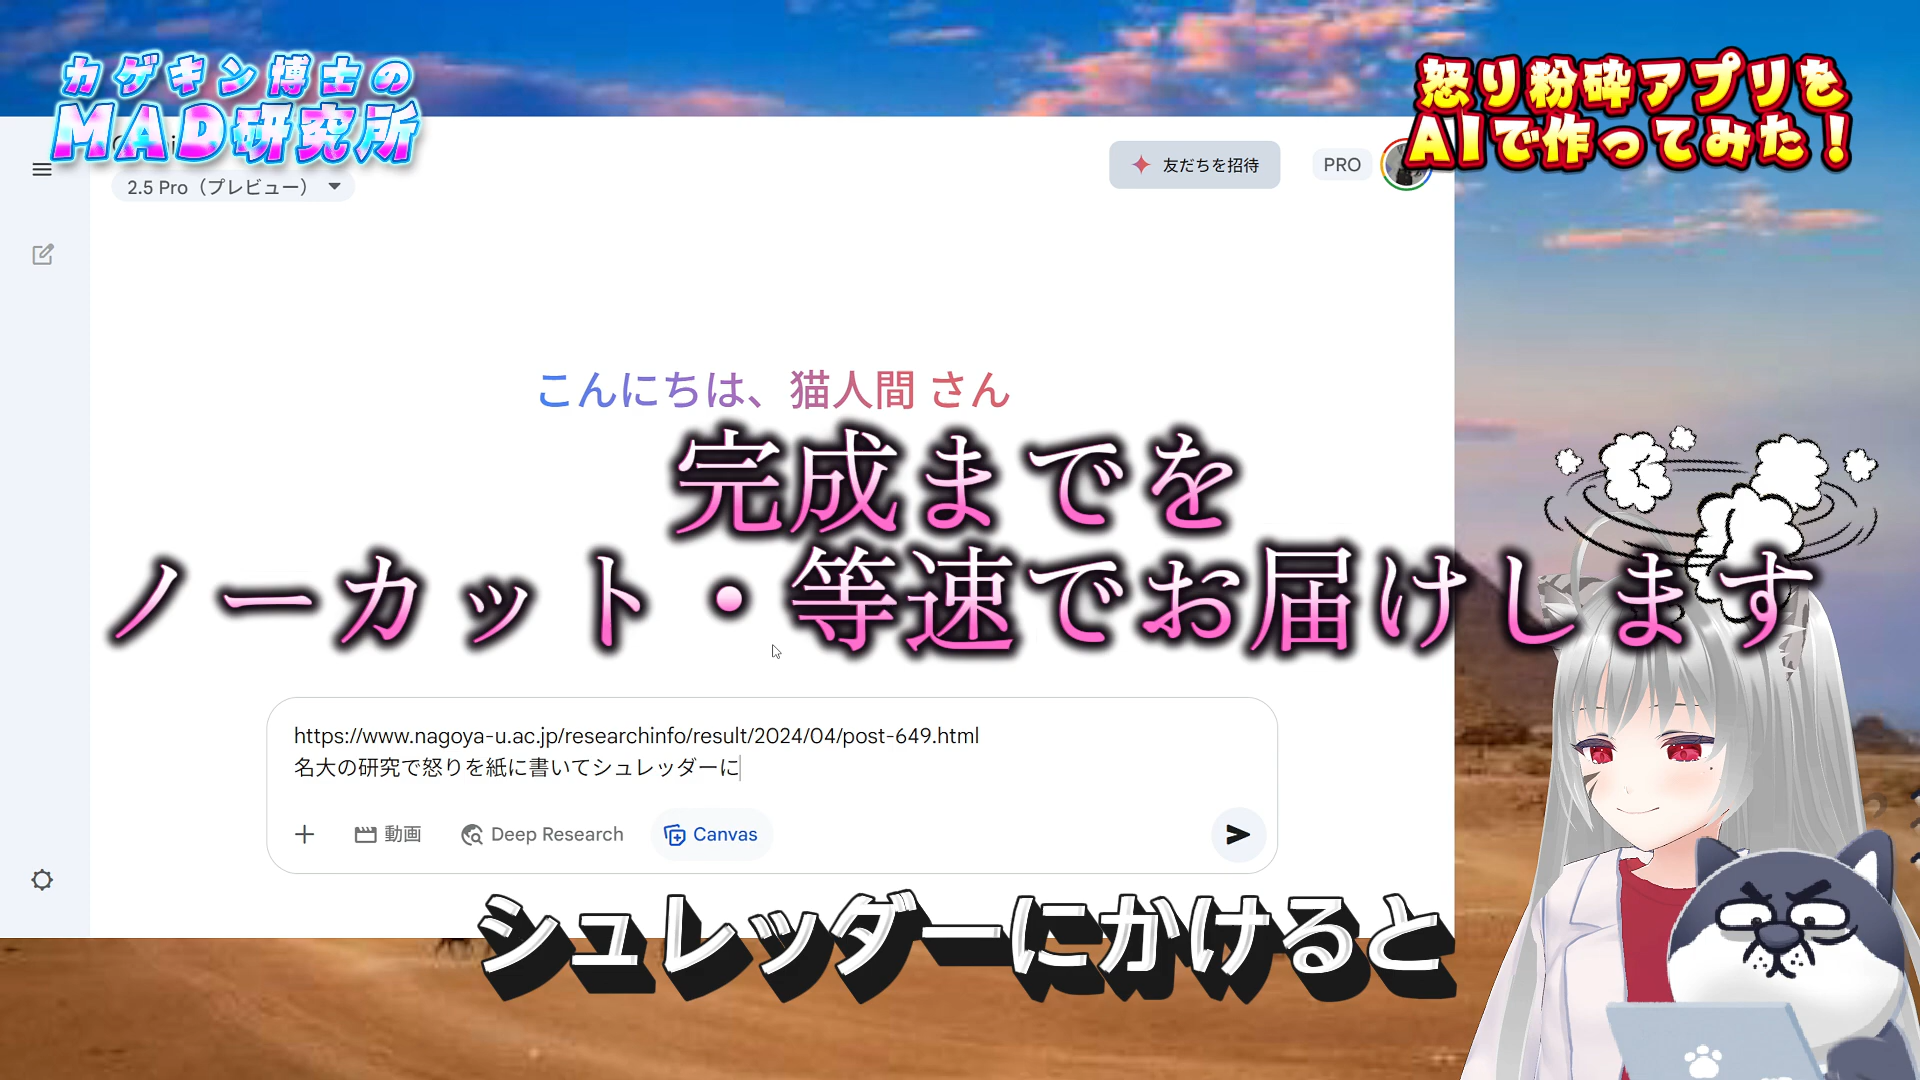 カゲキン博士の
MAD研究所
怒り粉砕アプリを
AIで作ってみた！
2.5 Pro（プレビュー）
友だちを招待
PRO
こんにちは、猫人間 さん
完成までを
ノーカット・等速でお届けします
https://www.nagoya-u.ac.jp/researchinfo/result/2024/04/post-649.html
名大の研究で怒りを紙に書いてシュレッダーに
動画
Deep Research
Canvas
シュレッダーにかけると